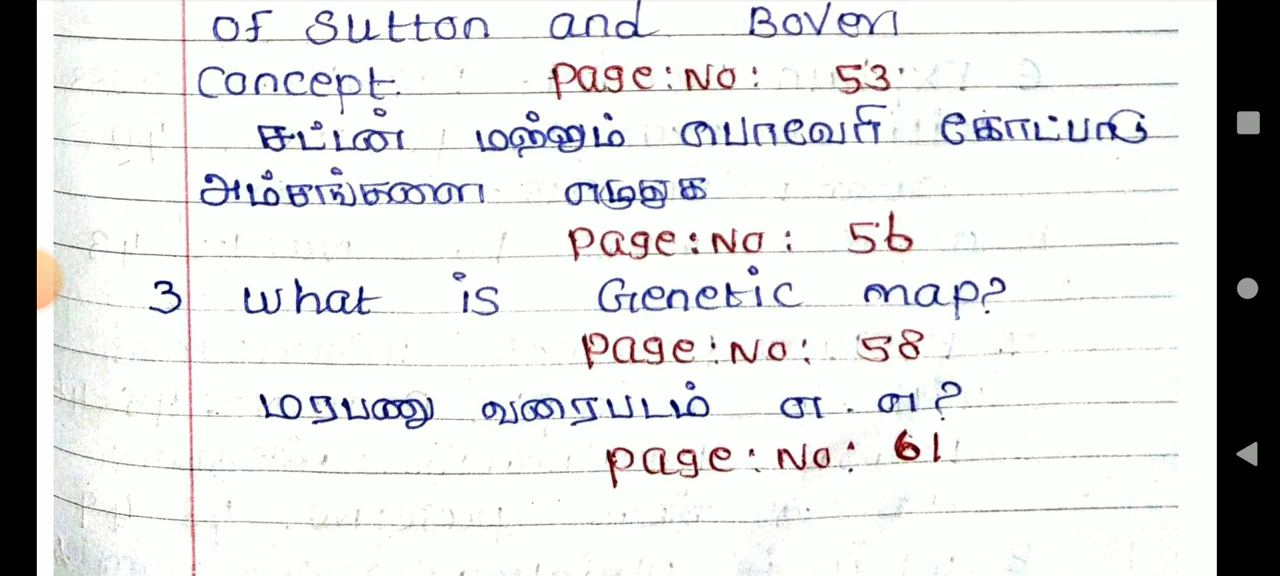 of Sutton and Boveri
Concept. Page:No: 53
சட்டன் மற்றும் பொவேரி கோட்பாடு
அம்சங்களை எழுதுக
Page:No: 56
3 What is Genetic map?
Page:No: 58
மரபணு வரைபடம் எ.எ?
Page:No: 61